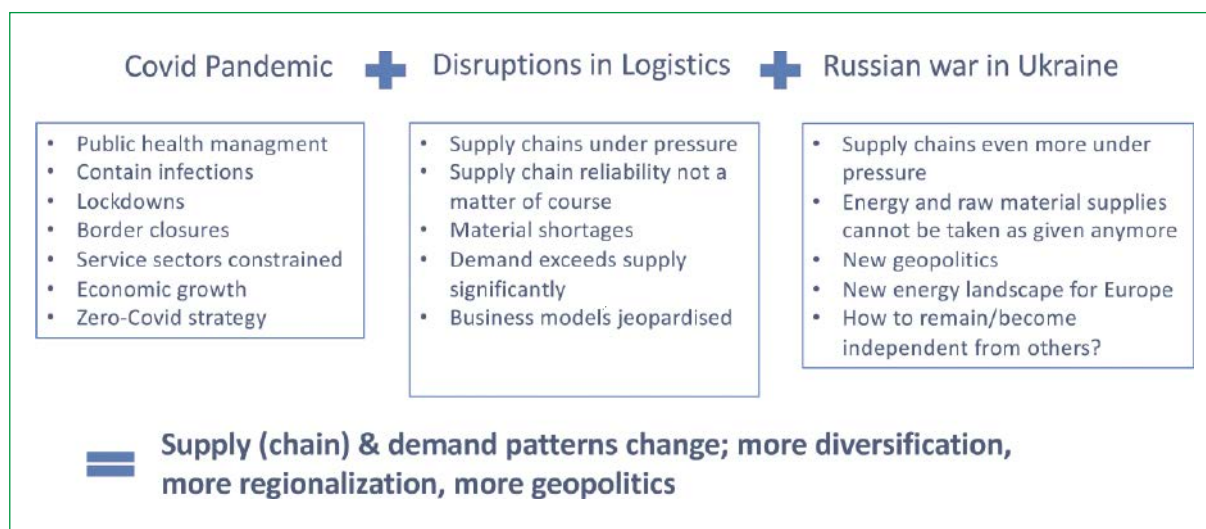 Covid Pandemic + Disruptions in Logistics + Russian war in Ukraine
• Public health managment
• Contain infections
• Lockdowns
• Border closures
• Service sectors constrained
• Economic growth
• Zero-Covid strategy
• Supply chains under pressure
• Supply chain reliability not a
matter of course
• Material shortages
• Demand exceeds supply
significantly
• Business models jeopardised
• Supply chains even more under
pressure
• Energy and raw material supplies
cannot be taken as given anymore
• New geopolitics
• New energy landscape for Europe
• How to remain/become
independent from others?
= Supply (chain) & demand patterns change; more diversification,
more regionalization, more geopolitics